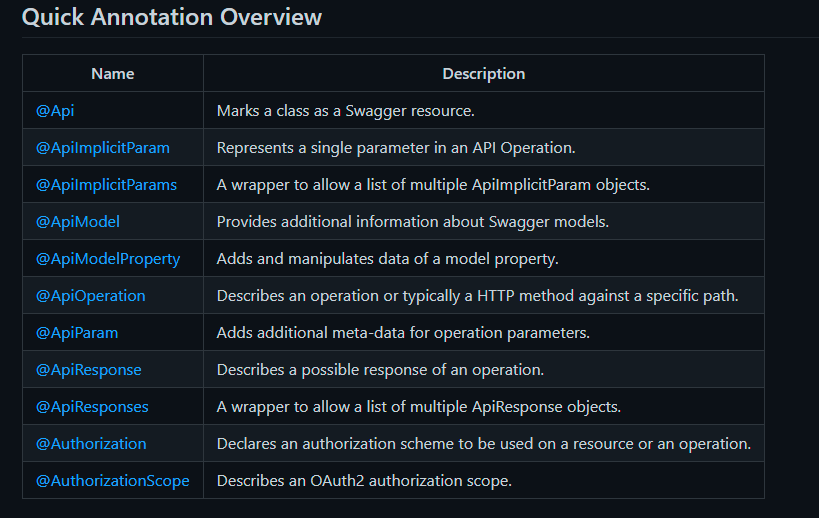 Quick Annotation Overview
Name Description
@Api Marks a class as a Swagger resource.
@ApiImplicitParam Represents a single parameter in an API Operation.
@ApiImplicitParams A wrapper to allow a list of multiple ApiImplicitParam objects.
@ApiModel Provides additional information about Swagger models.
@ApiModelProperty Adds and manipulates data of a model property.
@ApiOperation Describes an operation or typically a HTTP method against a specific path.
@ApiParam Adds additional meta-data for operation parameters.
@ApiResponse Describes a possible response of an operation.
@ApiResponses A wrapper to allow a list of multiple ApiResponse objects.
@Authorization Declares an authorization scheme to be used on a resource or an operation.
@AuthorizationScope Describes an OAuth2 authorization scope.